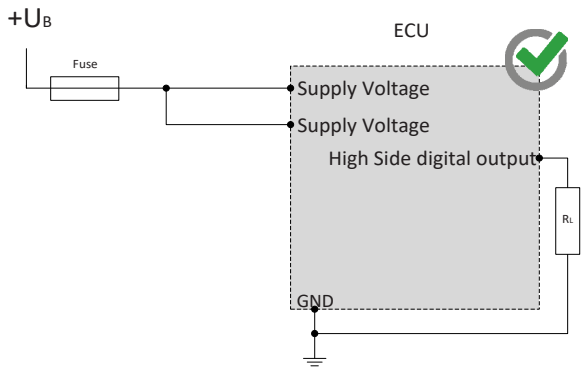 +UB
ECU
Fuse
Supply Voltage
Supply Voltage
High Side digital output
RL
GND